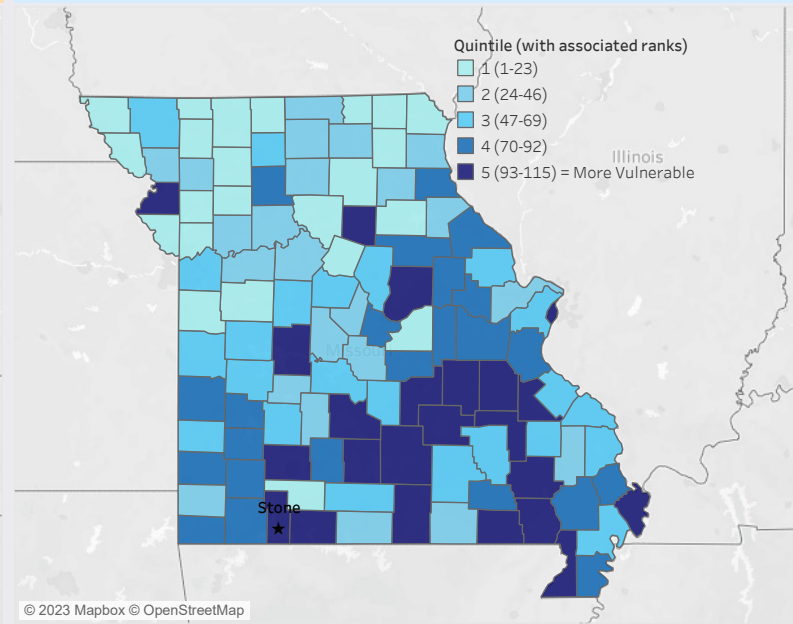 Quintile (with associated ranks)
1 (1-23)
2 (24-46)
3 (47-69)
4 (70-92)
5 (93-115) = More Vulnerable
Illinois
Missouri
Stone
© 2023 Mapbox © OpenStreetMap